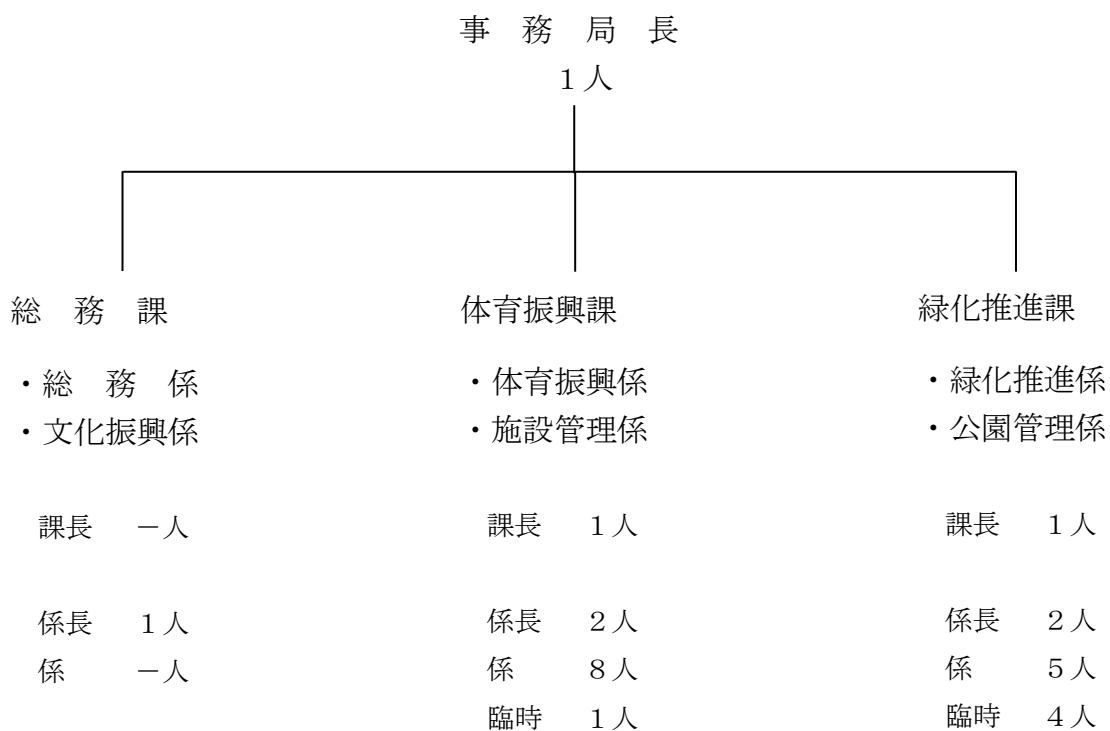 事　務　局　長
１人
総　務　課
・総　務　係
・文化振興係
課長　－人
係長　１人
係　－人
体育振興課
・体育振興係
・施設管理係
課長　１人
係長　２人
係　８人
臨時　１人
緑化推進課
・緑化推進係
・公園管理係
課長　１人
係長　２人
係　５人
臨時　４人